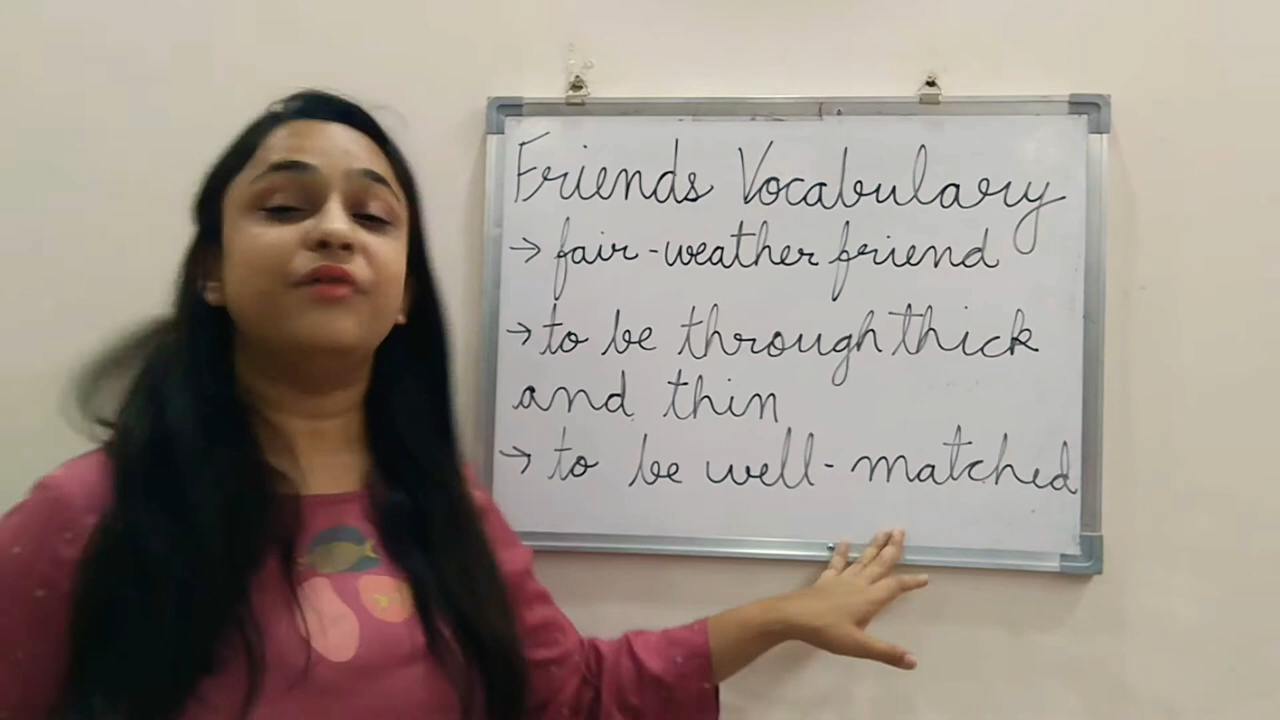 Friends Vocabulary
→ fair-weather friend
→ to be through thick
and thin
→ to be well-matched